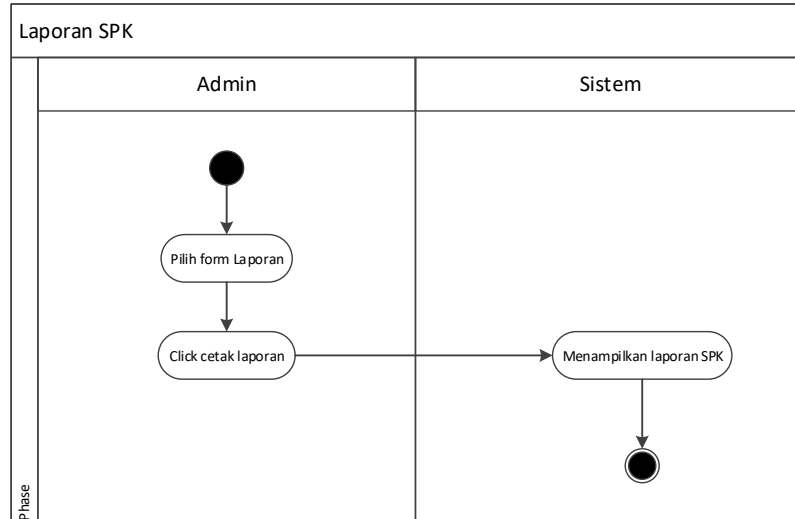 Laporan SPK
Admin
Sistem
Pilih form Laporan
Click cetak laporan
Menampilkan laporan SPK
Phase